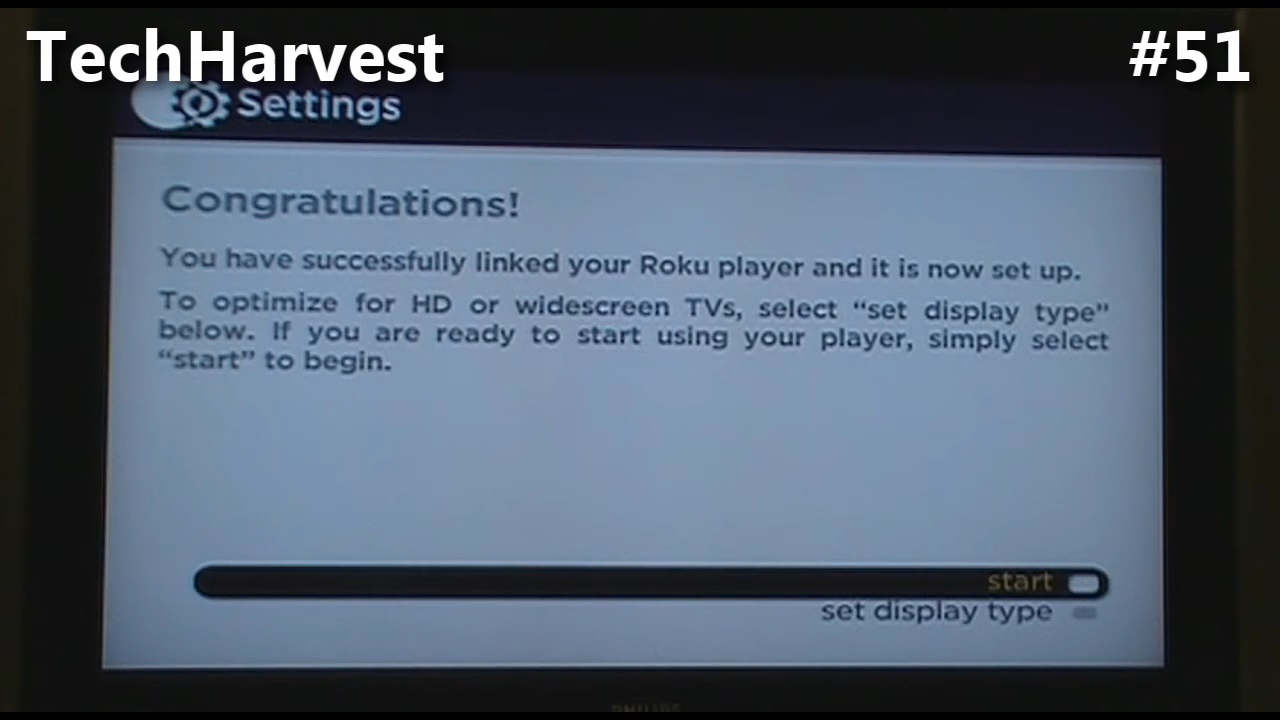 TechHarvest #51
Settings
Congratulations!
You have successfully linked your Roku player and it is now set up.
To optimize for HD or widescreen TVs, select “set display type”
below. If you are ready to start using your player, simply select
“start” to begin.
start
set display type
PHILIPS